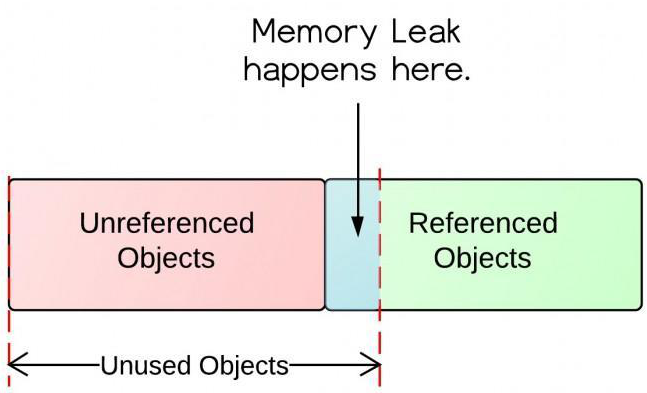 Memory Leak
happens here.
Unreferenced
Objects
Referenced
Objects
Unused Objects